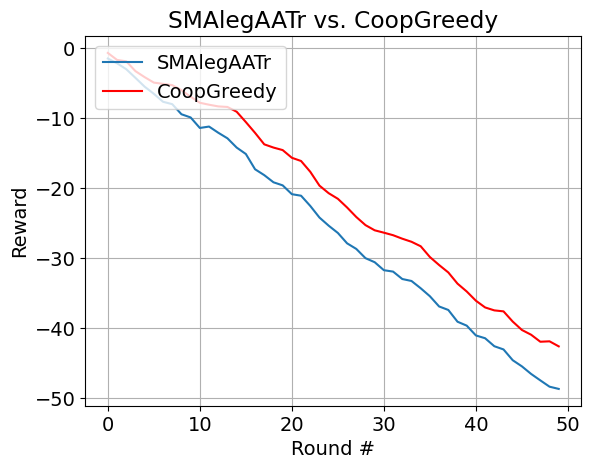 SMAlegAATr vs. CoopGreedy
SMAlegAATr
CoopGreedy
Reward
0
−10
−20
−30
−40
−50
0 10 20 30 40 50
Round #